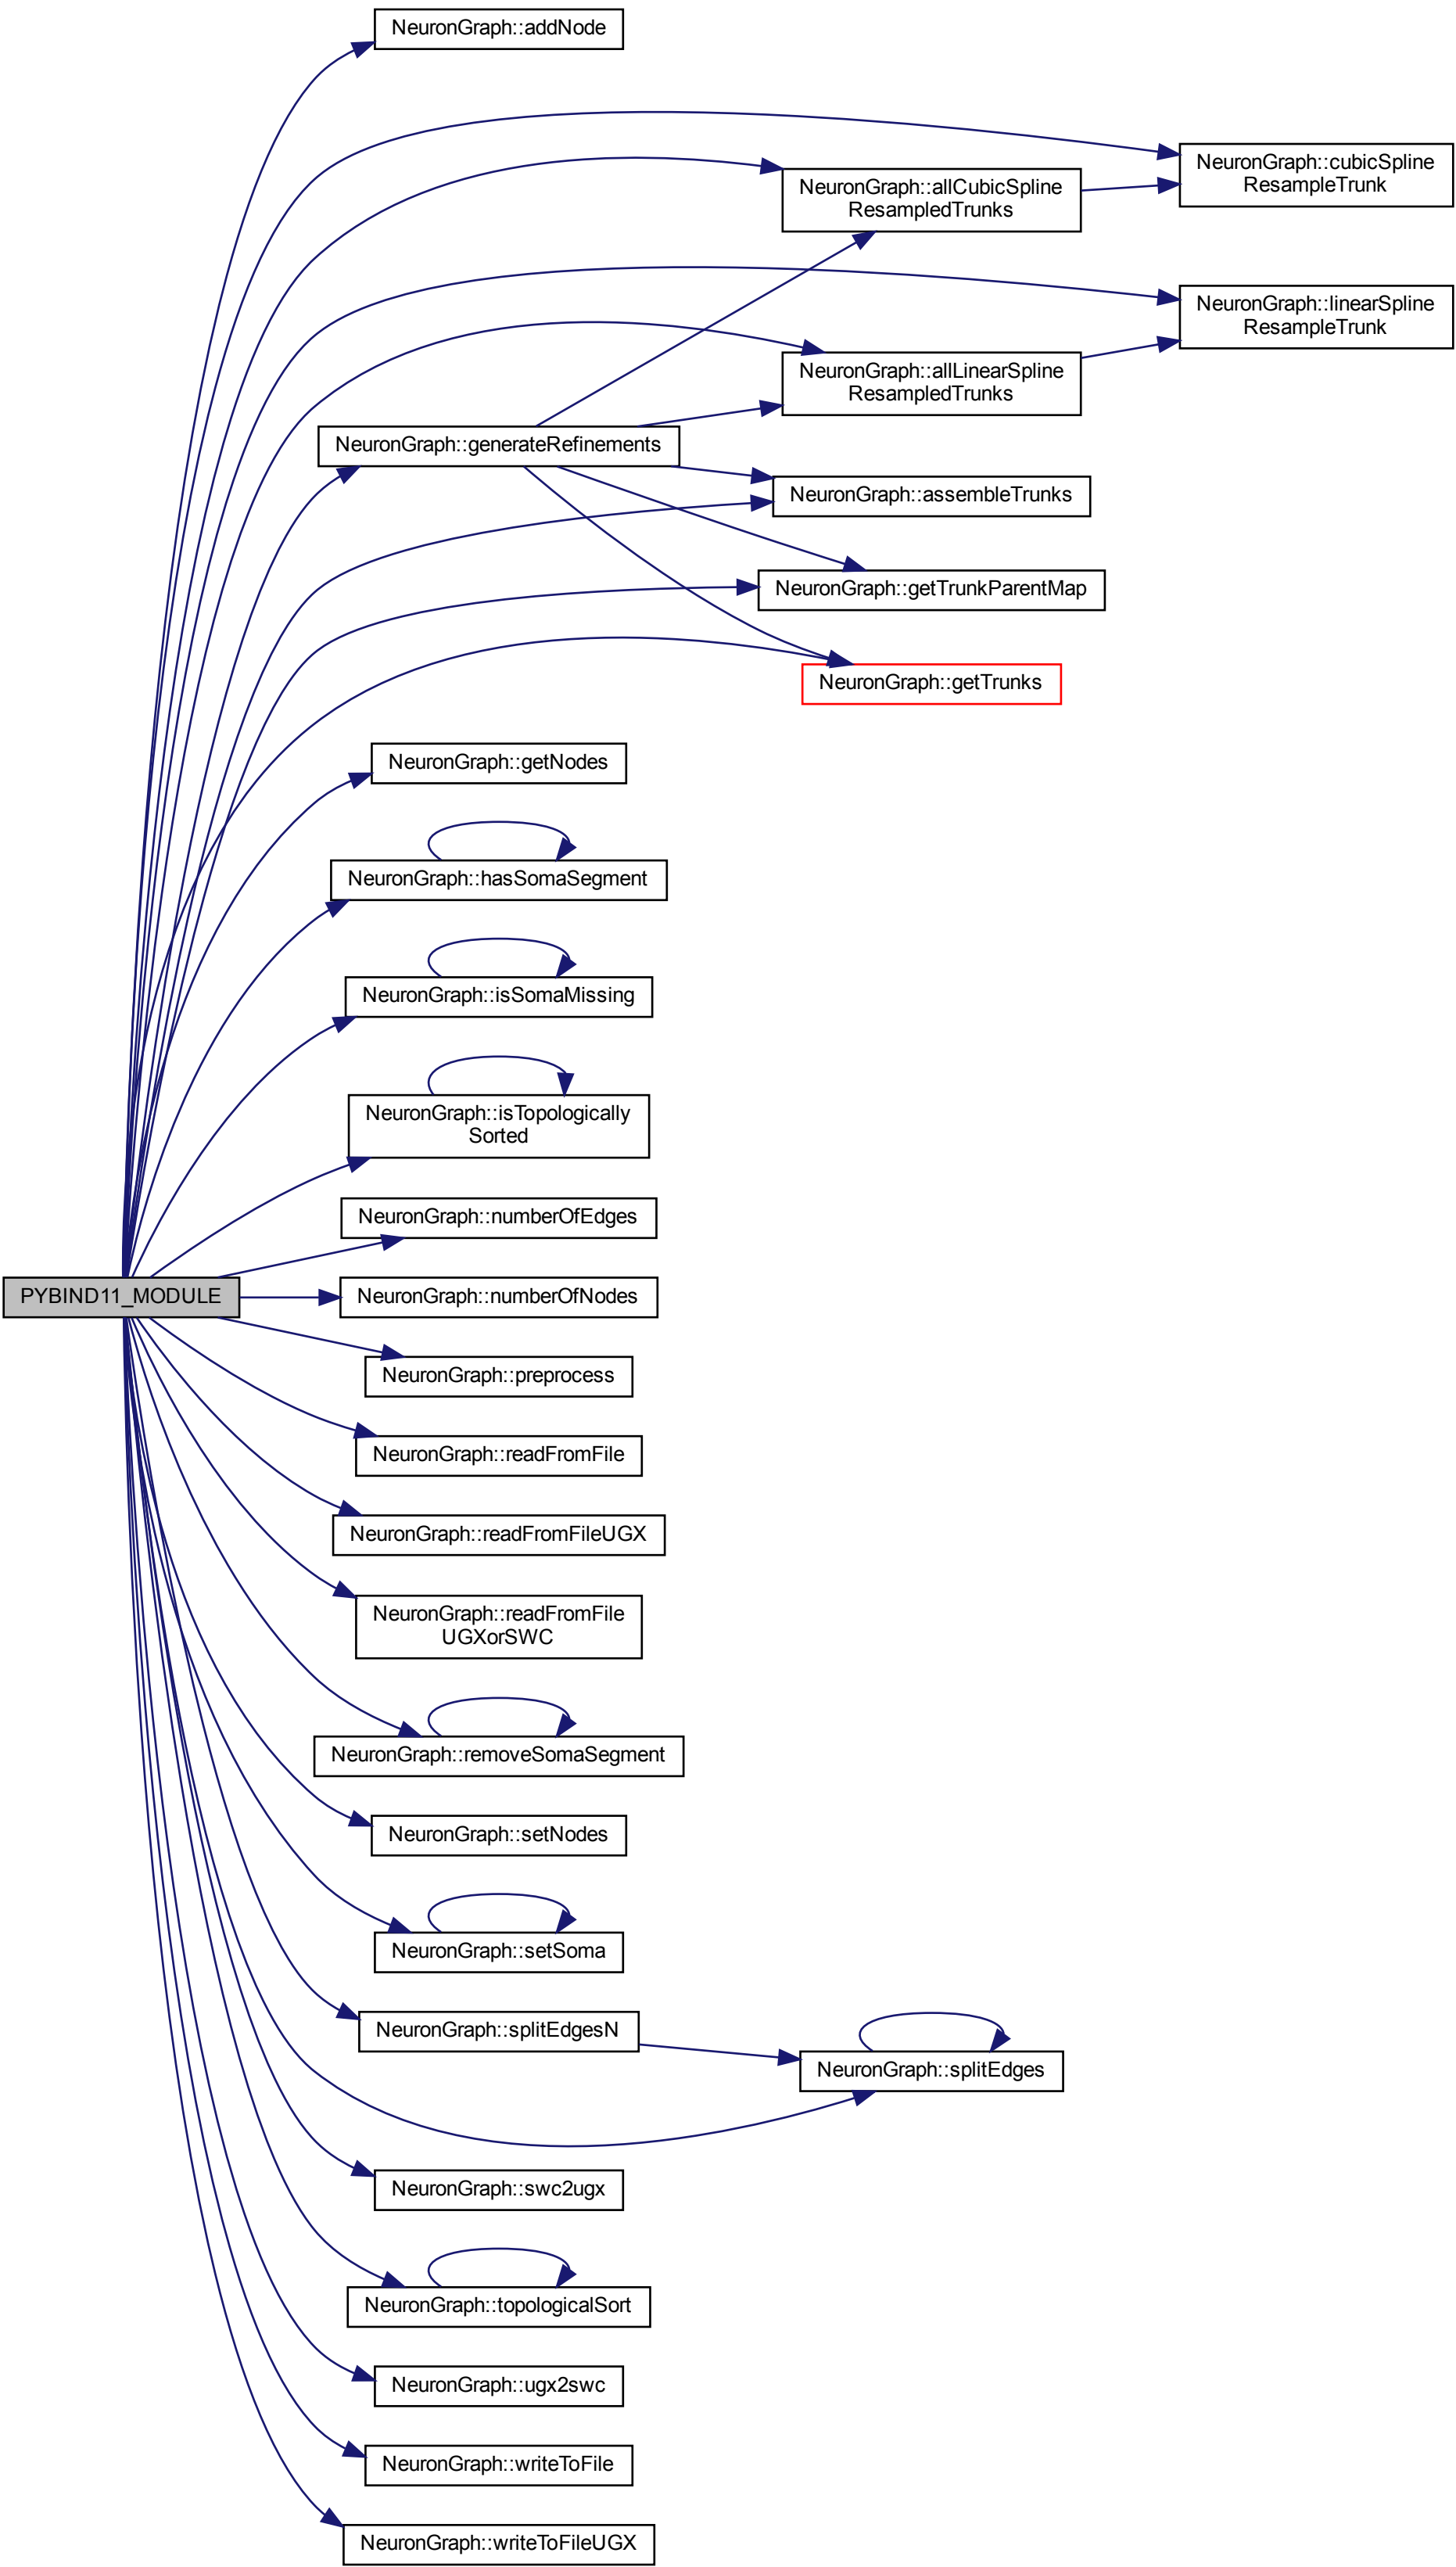 NeuronGraph::addNode
NeuronGraph::cubicSpline
ResampleTrunk
NeuronGraph::allCubicSpline
ResampledTrunks
NeuronGraph::linearSpline
ResampleTrunk
NeuronGraph::allLinearSpline
ResampledTrunks
NeuronGraph::generateRefinements
NeuronGraph::assembleTrunks
NeuronGraph::getTrunkParentMap
NeuronGraph::getTrunks
NeuronGraph::getNodes
NeuronGraph::hasSomaSegment
NeuronGraph::isSomaMissing
NeuronGraph::isTopologically
Sorted
NeuronGraph::numberOfEdges
PYBIND11_MODULE
NeuronGraph::numberOfNodes
NeuronGraph::preprocess
NeuronGraph::readFromFile
NeuronGraph::readFromFileUGX
NeuronGraph::readFromFile
UGXorSWC
NeuronGraph::removeSomaSegment
NeuronGraph::setNodes
NeuronGraph::setSoma
NeuronGraph::splitEdgesN
NeuronGraph::splitEdges
NeuronGraph::swc2ugx
NeuronGraph::topologicalSort
NeuronGraph::ugx2swc
NeuronGraph::writeToFile
NeuronGraph::writeToFileUGX